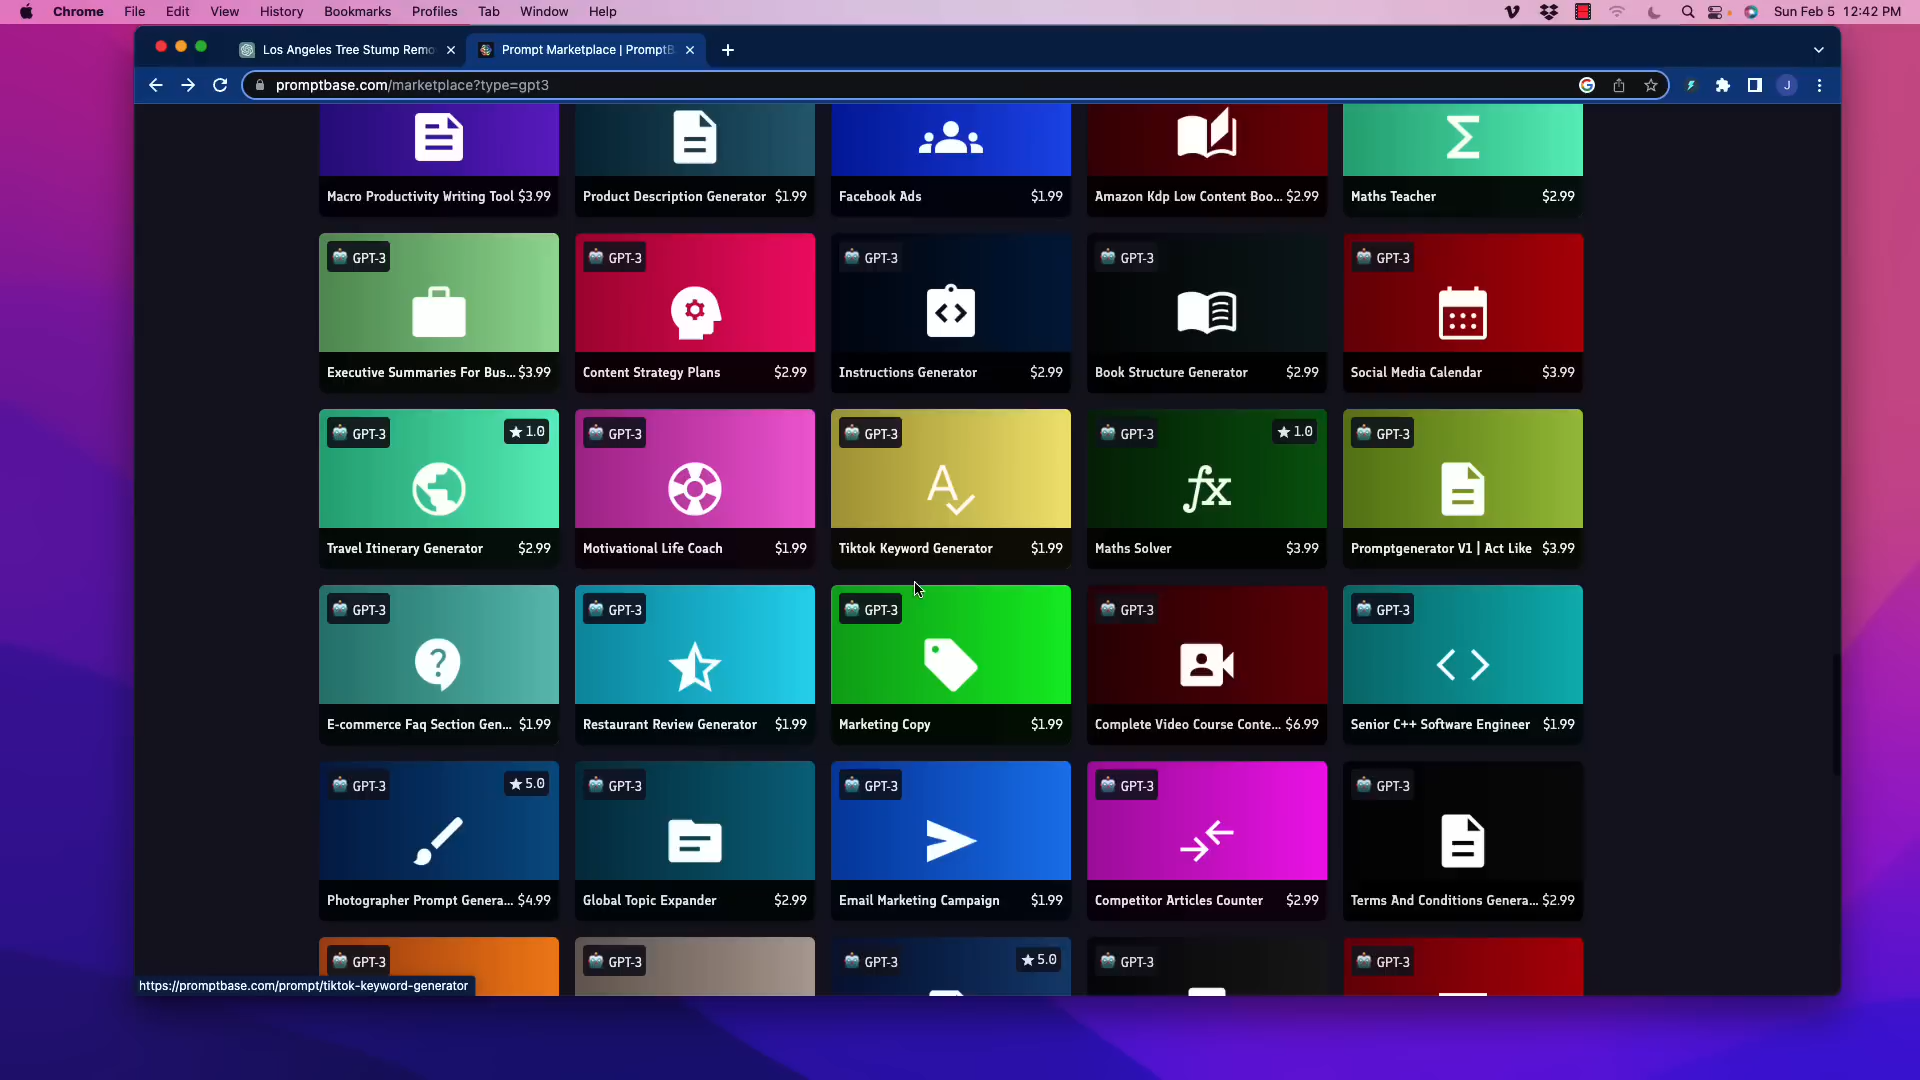 Chrome File Edit View History Bookmarks Profiles Tab Window Help Sun Feb 5 12:42 PM
Los Angeles Tree Stump Remo Prompt Marketplace | PromptB
promptbase.com/marketplace?type=gpt3 J
Macro Productivity Writing Tool $3.99 Product Description Generator $1.99 Facebook Ads $1.99 Amazon Kdp Low Content Boo... $2.99 Maths Teacher $2.99
GPT-3 GPT-3 GPT-3 GPT-3 GPT-3
Executive Summaries For Bus... $3.99 Content Strategy Plans $2.99 Instructions Generator $2.99 Book Structure Generator $2.99 Social Media Calendar $3.99
GPT-3 ★ 1.0 GPT-3 GPT-3 GPT-3 ★ 1.0 GPT-3
Travel Itinerary Generator $2.99 Motivational Life Coach $1.99 Tiktok Keyword Generator $1.99 Maths Solver $3.99 Promptgenerator V1 | Act Like $3.99
GPT-3 GPT-3 GPT-3 GPT-3 GPT-3
E-commerce Faq Section Gen... $1.99 Restaurant Review Generator $1.99 Marketing Copy $1.99 Complete Video Course Conte... $6.99 Senior C++ Software Engineer $1.99
GPT-3 ★ 5.0 GPT-3 GPT-3 GPT-3 GPT-3
Photographer Prompt Genera... $4.99 Global Topic Expander $2.99 Email Marketing Campaign $1.99 Competitor Articles Counter $2.99 Terms And Conditions Genera... $2.99
GPT-3 GPT-3 GPT-3 ★ 5.0 GPT-3 GPT-3
https://promptbase.com/prompt/tiktok-keyword-generator